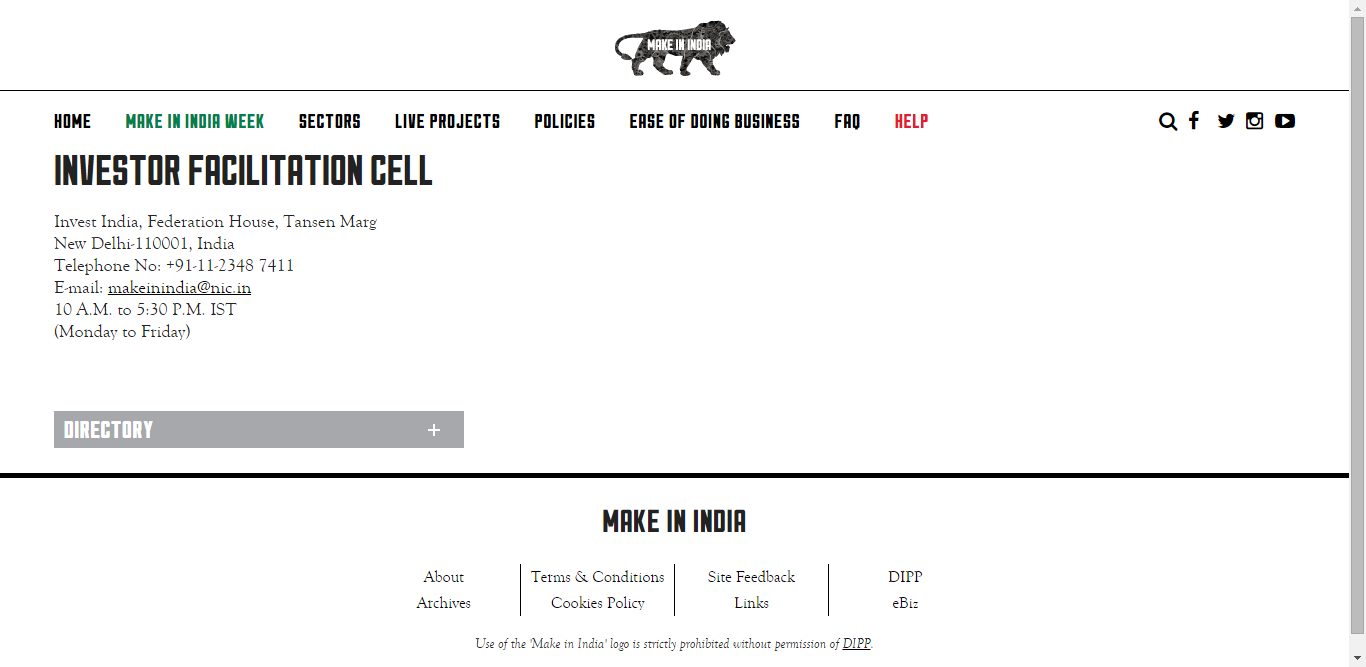 MAKE IN INDIA
HOME MAKE IN INDIA WEEK SECTORS LIVE PROJECTS POLICIES EASE OF DOING BUSINESS FAQ HELP
INVESTOR FACILITATION CELL
Invest India, Federation House, Tansen Marg
New Delhi-110001, India
Telephone No: +91-11-2348 7411
E-mail: makeinindia@nic.in
10 A.M. to 5:30 P.M. IST
(Monday to Friday)
DIRECTORY +
MAKE IN INDIA
About Terms & Conditions Site Feedback DIPP
Archives Cookies Policy Links eBiz
Use of the 'Make in India' logo is strictly prohibited without permission of DIPP.